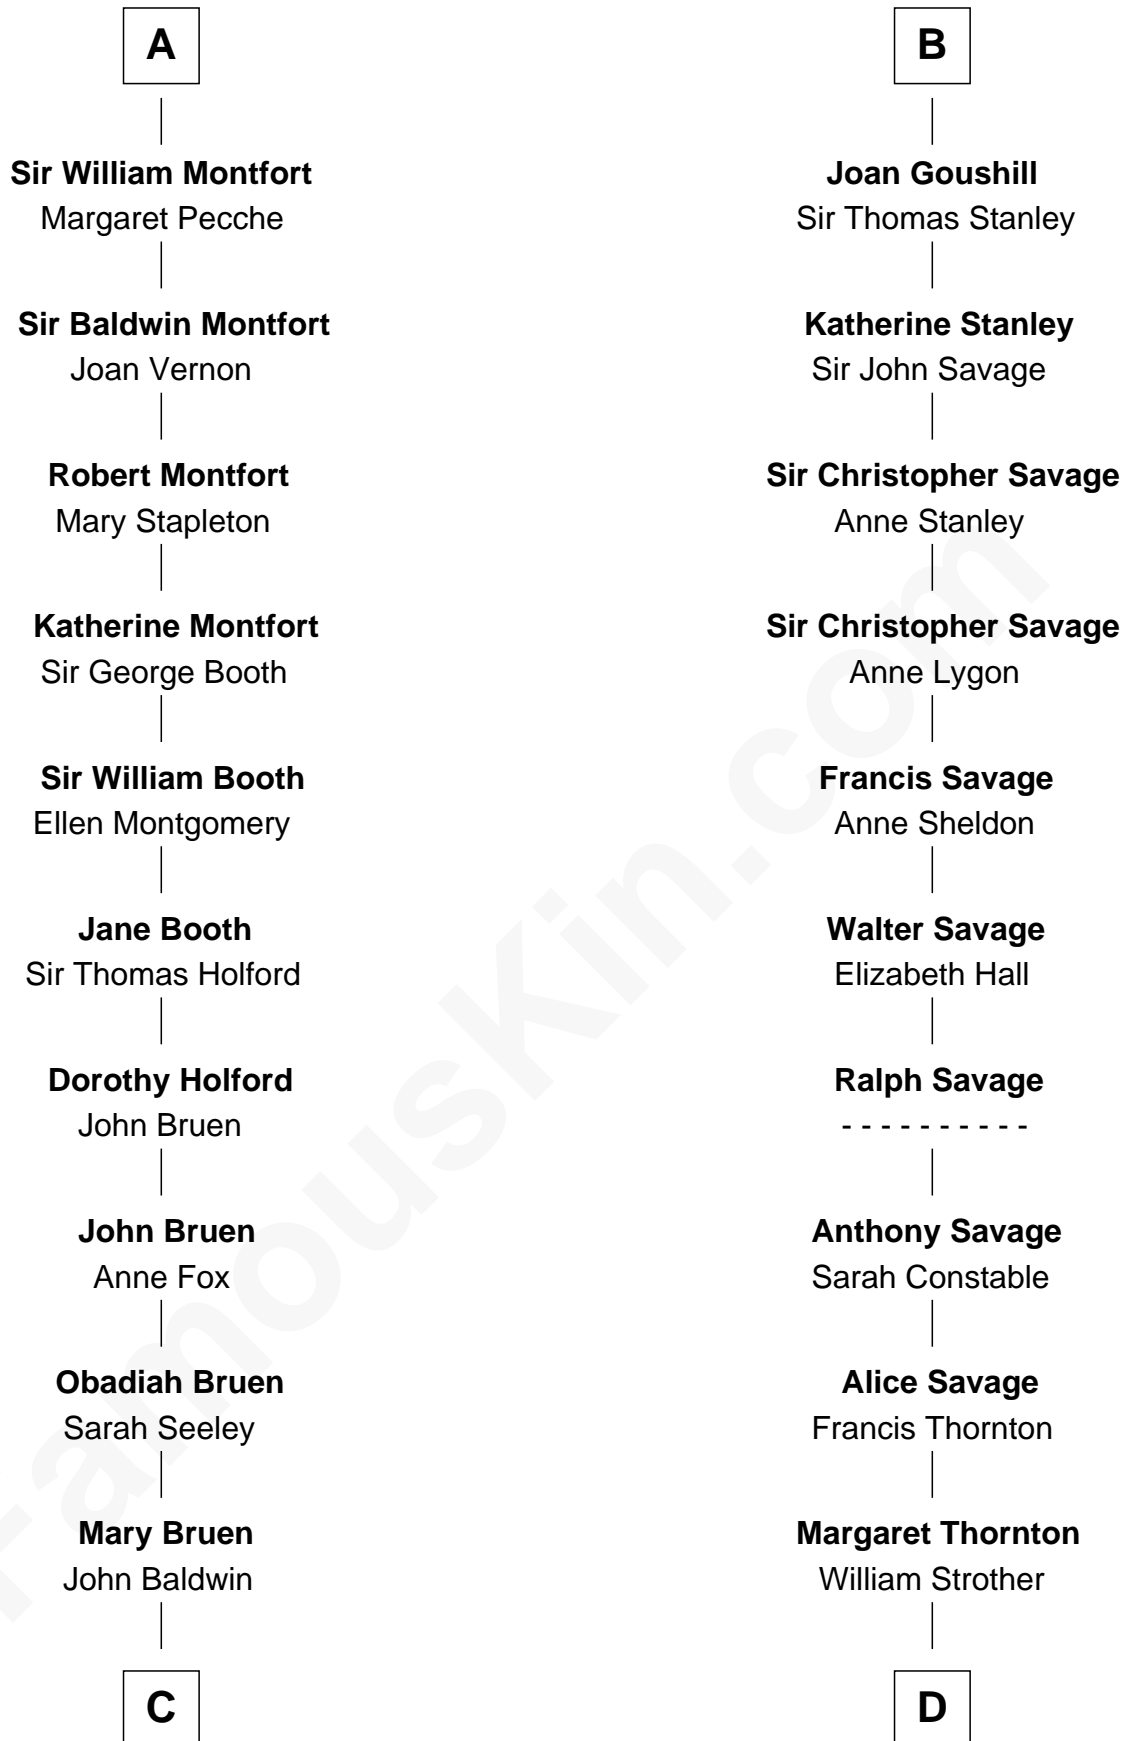 A
Sir William Montfort
Margaret Pecche
Sir Baldwin Montfort
Joan Vernon
Robert Montfort
Mary Stapleton
Katherine Montfort
Sir George Booth
Sir William Booth
Ellen Montgomery
Jane Booth
Sir Thomas Holford
Dorothy Holford
John Bruen
John Bruen
Anne Fox
Obadiah Bruen
Sarah Seeley
Mary Bruen
John Baldwin
C
B
Joan Goushill
Sir Thomas Stanley
Katherine Stanley
Sir John Savage
Sir Christopher Savage
Anne Stanley
Sir Christopher Savage
Anne Lygon
Francis Savage
Anne Sheldon
Walter Savage
Elizabeth Hall
Ralph Savage
- - - - - - - - - -
Anthony Savage
Sarah Constable
Alice Savage
Francis Thornton
Margaret Thornton
William Strother
D
FamousKin.com